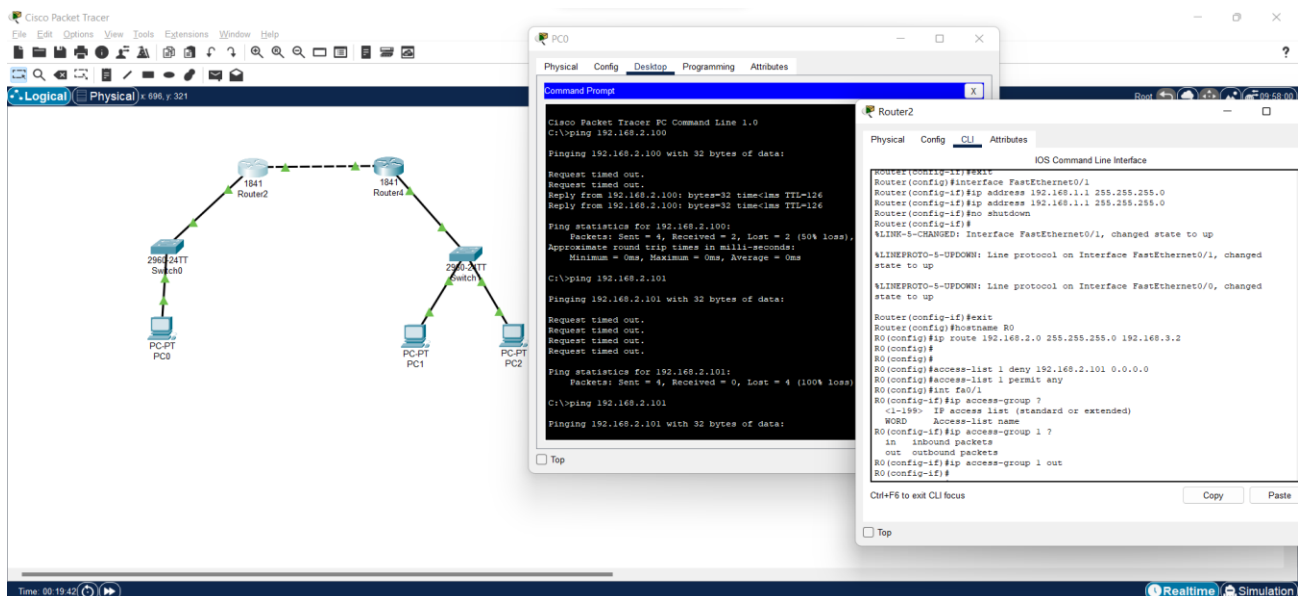 Cisco Packet Tracer
File Edit Options View Tools Extensions Window Help
?
Logical Physical x: 696, y: 321
Root 09:58:00
1841
Router2
1841
Router4
2960-24TT
Switch0
2960-24TT
Switch
PC-PT
PC0
PC-PT
PC1
PC-PT
PC2
Time: 00:19:42
Realtime Simulation
PC0
Physical Config Desktop Programming Attributes
Command Prompt
X
Cisco Packet Tracer PC Command Line 1.0
C:\>ping 192.168.2.100
Pinging 192.168.2.100 with 32 bytes of data:
Request timed out.
Request timed out.
Reply from 192.168.2.100: bytes=32 time<1ms TTL=126
Reply from 192.168.2.100: bytes=32 time<1ms TTL=126
Ping statistics for 192.168.2.100:
Packets: Sent = 4, Received = 2, Lost = 2 (50% loss),
Approximate round trip times in milli-seconds:
Minimum = 0ms, Maximum = 0ms, Average = 0ms
C:\>ping 192.168.2.101
Pinging 192.168.2.101 with 32 bytes of data:
Request timed out.
Request timed out.
Request timed out.
Request timed out.
Ping statistics for 192.168.2.101:
Packets: Sent = 4, Received = 0, Lost = 4 (100% loss)
C:\>ping 192.168.2.101
Pinging 192.168.2.101 with 32 bytes of data:
Top
Router2
Physical Config CLI Attributes
IOS Command Line Interface
Router(config-if)#exit
Router(config)#interface FastEthernet0/1
Router(config-if)#ip address 192.168.1.1 255.255.255.0
Router(config-if)#ip address 192.168.1.1 255.255.255.0
Router(config-if)#no shutdown
Router(config-if)#
%LINK-5-CHANGED: Interface FastEthernet0/1, changed state to up
%LINEPROTO-5-UPDOWN: Line protocol on Interface FastEthernet0/1, changed
state to up
%LINEPROTO-5-UPDOWN: Line protocol on Interface FastEthernet0/0, changed
state to up
Router(config-if)#exit
Router(config)#hostname R0
R0(config)#ip route 192.168.2.0 255.255.255.0 192.168.3.2
R0(config)#
R0(config)#
R0(config)#access-list 1 deny 192.168.2.101 0.0.0.0
R0(config)#access-list 1 permit any
R0(config)#int fa0/1
R0(config-if)#ip access-group ?
<1-199> IP access list (standard or extended)
WORD Access-list name
R0(config-if)#ip access-group 1 ?
in inbound packets
out outbound packets
R0(config-if)#ip access-group 1 out
R0(config-if)#
Ctrl+F6 to exit CLI focus
Copy
Paste
Top